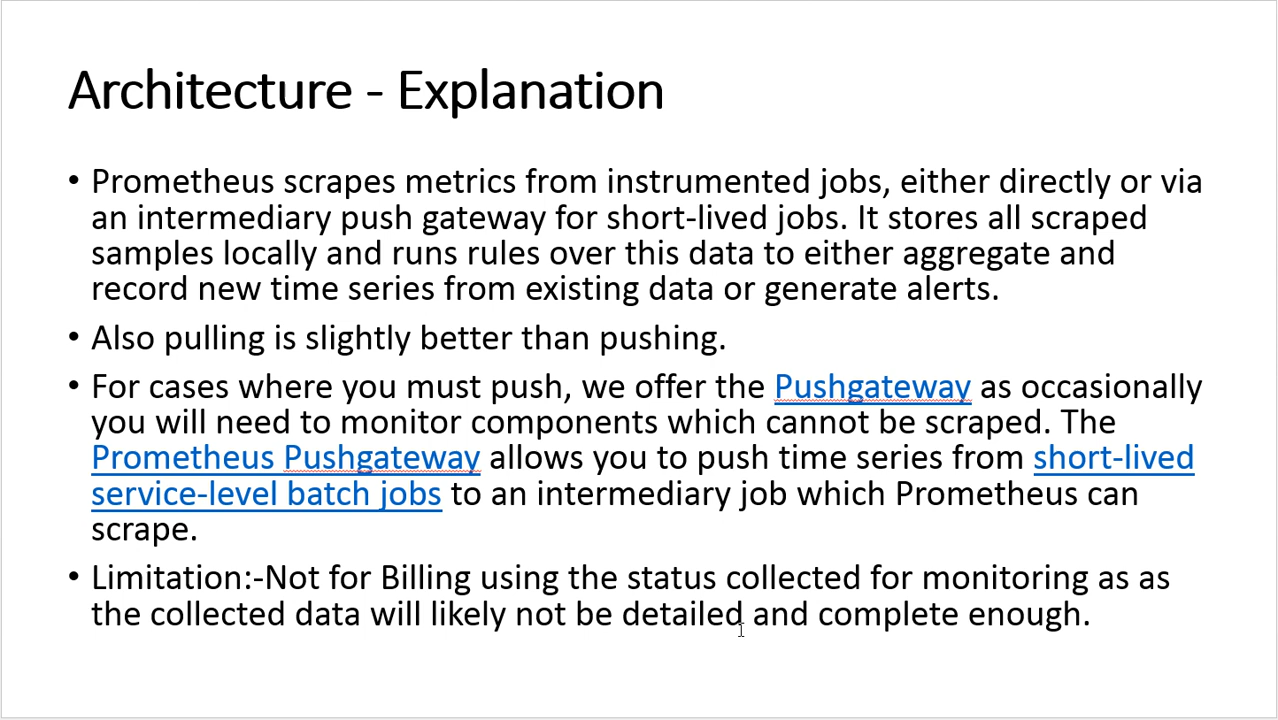 Architecture - Explanation
• Prometheus scrapes metrics from instrumented jobs, either directly or via
an intermediary push gateway for short-lived jobs. It stores all scraped
samples locally and runs rules over this data to either aggregate and
record new time series from existing data or generate alerts.
• Also pulling is slightly better than pushing.
• For cases where you must push, we offer the Pushgateway as occasionally
you will need to monitor components which cannot be scraped. The
Prometheus Pushgateway allows you to push time series from short-lived
service-level batch jobs to an intermediary job which Prometheus can
scrape.
• Limitation:-Not for Billing using the status collected for monitoring as as
the collected data will likely not be detailed and complete enough.